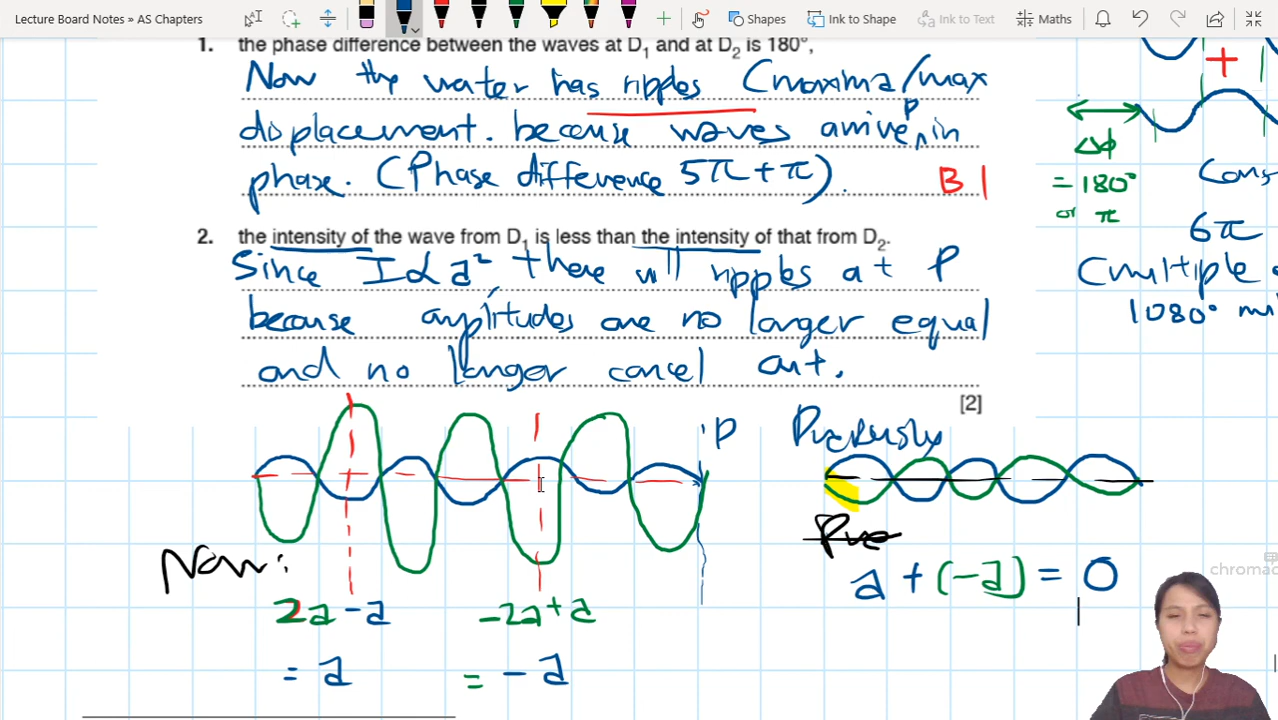 Lecture Board Notes – AS Chapters
Shapes
Ink to Shape
Ink to Text
Maths
1. the phase difference between the waves at D1 and at D2 is 180°,
Now the water has ripples (maxima/max
displacement. because waves arrive in
P
phase. (Phase difference 5π+π).
B1
2. the intensity of the wave from D1 is less than the intensity of that from D2.
Since I α a², there will ripples at P
because amplitudes are no longer equal
and no longer cancel out.
[2]
+
Δϕ
= 180°
or π
Cons
6π
(multiple
1080°
P
Previously
Now:
Pre
2a - a
= a
-2a + a
= - a
a + (-a) = 0
chromac